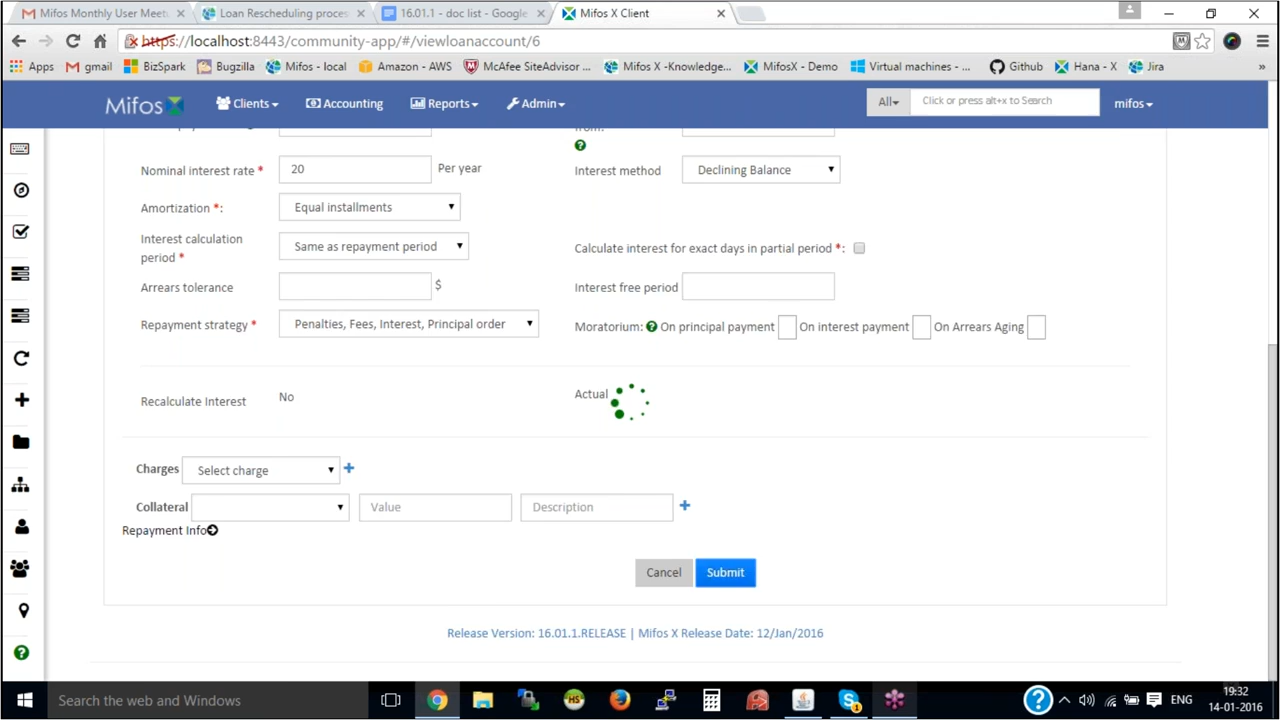 Mifos Monthly User Meetu
Loan Rescheduling proces
16.01.1 - doc list - Google
Mifos X Client
https://localhost:8443/community-app/#/viewloanaccount/6
Apps
gmail
BizSpark
Bugzilla
Mifos - local
Amazon - AWS
McAfee SiteAdvisor ...
Mifos X -Knowledge...
MifosX - Demo
Virtual machines - ...
Github
Hana - X
Jira
»
Mifos
Clients
Accounting
Reports
Admin
All
Click or press alt+x to Search
mifos
from:
Nominal interest rate * 20 Per year
Interest method Declining Balance
Amortization *: Equal installments
Interest calculation
period * Same as repayment period
Calculate interest for exact days in partial period *:
Arrears tolerance $
Interest free period
Repayment strategy * Penalties, Fees, Interest, Principal order
Moratorium: ? On principal payment On interest payment On Arrears Aging
Recalculate Interest No
Actual
Charges Select charge +
Collateral Value Description +
Repayment Info
Cancel Submit
Release Version: 16.01.1.RELEASE | Mifos X Release Date: 12/Jan/2016
Search the web and Windows
ENG
19:32
14-01-2016